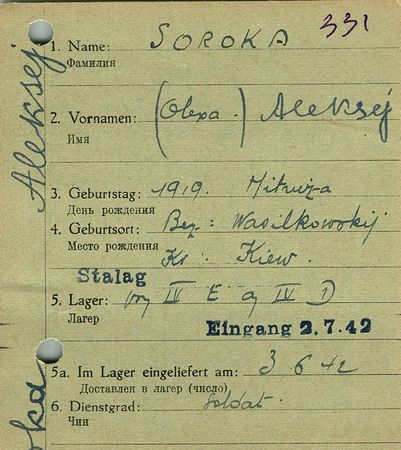 331
1. Name: SOROKA
Фамилия
Aleksej
2. Vornamen: (Olexa.) Aleksej
Имя
3. Geburtstag: 1919.
День рождения
4. Geburtsort: Bez: Wasilkowskij
Место рождения
Kr: Kiew.
Stalag
5. Lager: IV E IV D
Лагерь
Eingang 2.7.42
5a. Im Lager eingeliefert am: 3 6 42
Доставлен в лагерь (число)
6. Dienstgrad: Soldat.
Чин
oka